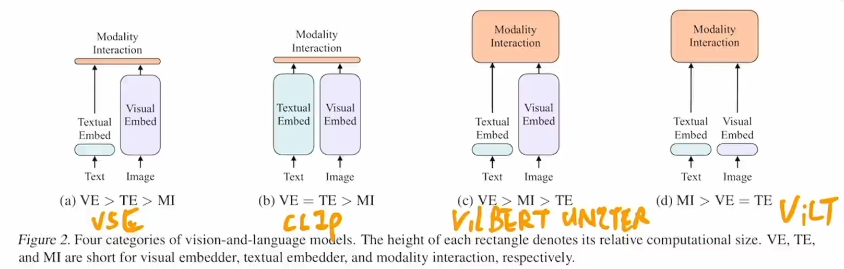 Modality
Interaction
Textual
Embed
Visual
Embed
Text
Image
(a) VE > TE > MI
VSE
Modality
Interaction
Textual
Embed
Visual
Embed
Text
Image
(b) VE = TE > MI
CLIP
Modality
Interaction
Textual
Embed
Visual
Embed
Text
Image
(c) VE > MI > TE
ViLBERT UNITER
Modality
Interaction
Textual
Embed
Visual
Embed
Text
Image
(d) MI > VE = TE
ViLT
Figure 2. Four categories of vision-and-language models. The height of each rectangle denotes its relative computational size. VE, TE,
and MI are short for visual embedder, textual embedder, and modality interaction, respectively.